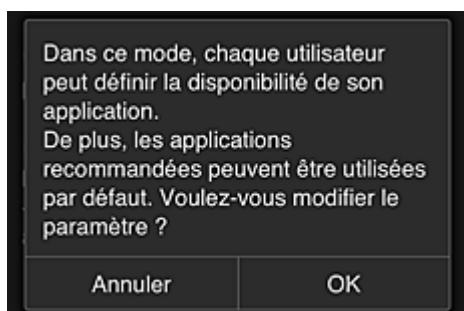 Dans ce mode, chaque utilisateur
peut définir la disponibilité de son
application.
De plus, les applications
recommandées peuvent être utilisées
par défaut. Voulez-vous modifier le
paramètre ?
Annuler
OK